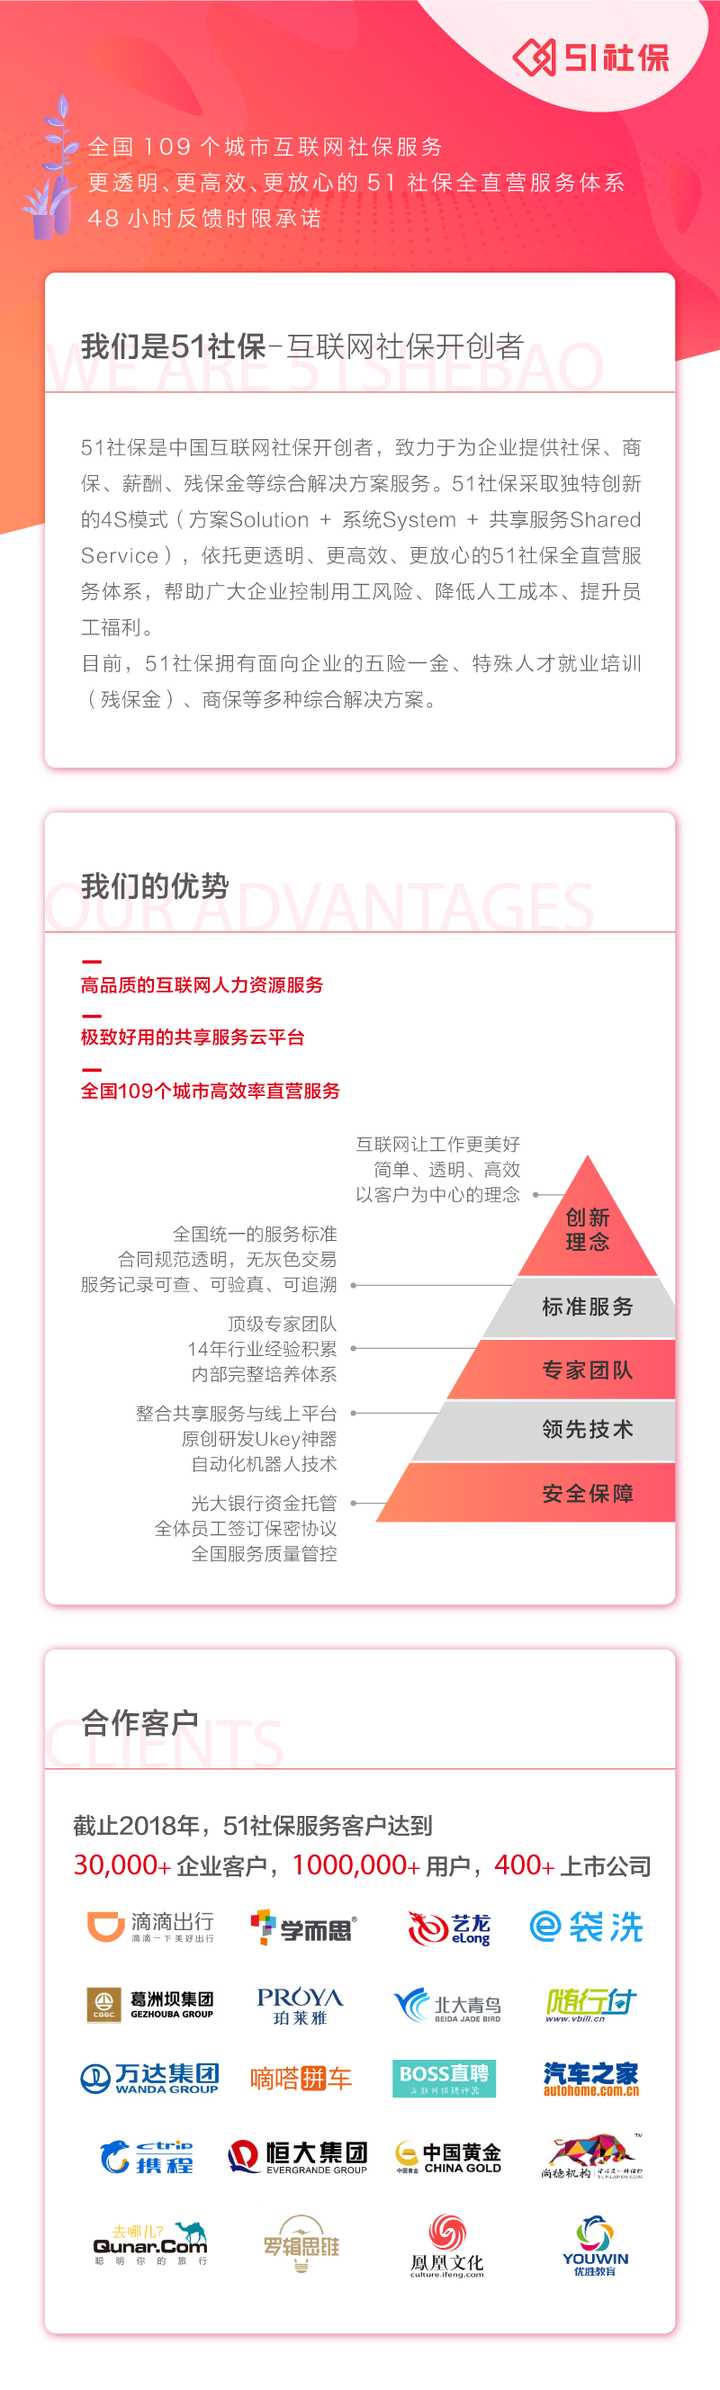 51社保
全国 109 个城市互联网社保服务
更透明、更高效、更放心的 51 社保全直营服务体系
48 小时反馈时限承诺
我们是51社保-互联网社保开创者
WE ARE 51SHEBAO
51社保是中国互联网社保开创者，致力于为企业提供社保、商
保、薪酬、残保金等综合解决方案服务。51社保采取独特创新
的4S模式（方案Solution + 系统System + 共享服务Shared
Service），依托更透明、更高效、更放心的51社保全直营服
务体系，帮助广大企业控制用工风险、降低人工成本、提升员
工福利。
目前，51社保拥有面向企业的五险一金、特殊人才就业培训
（残保金）、商保等多种综合解决方案。
我们的优势
OUR ADVANTAGES
高品质的互联网人力资源服务
极致好用的共享服务云平台
全国109个城市高效率直营服务
互联网让工作更美好
简单、透明、高效
以客户为中心的理念
创新
理念
全国统一的服务标准
合同规范透明，无灰色交易
服务记录可查、可验真、可追溯
标准服务
顶级专家团队
14年行业经验积累
内部完整培养体系
专家团队
整合共享服务与线上平台
原创研发Ukey神器
自动化机器人技术
领先技术
光大银行资金托管
全体员工签订保密协议
全国服务质量管控
安全保障
合作客户
CLIENTS
截止2018年，51社保服务客户达到
30,000+ 企业客户，1000,000+ 用户，400+ 上市公司
滴滴出行
滴滴一下 美好出行
学而思®
艺龙
eLong
e袋洗
CGGC
葛洲坝集团
GEZHOUBA GROUP
PROYA
珀莱雅
北大青鸟
BEIDA JADE BIRD
随行付
www.vbill.cn
万达集团
WANDA GROUP
嘀嗒拼车
BOSS直聘
互联网招聘神器
汽车之家
autohome.com.cn
ctrip
携程
恒大集团
EVERGRANDE GROUP
中国黄金
中国黄金
CHINA GOLD
尚德机构
TM
去哪儿?
Qunar.Com
聪明你的旅行
罗辑思维
鳳凰文化
culture.ifeng.com
YOUWIN
优胜教育